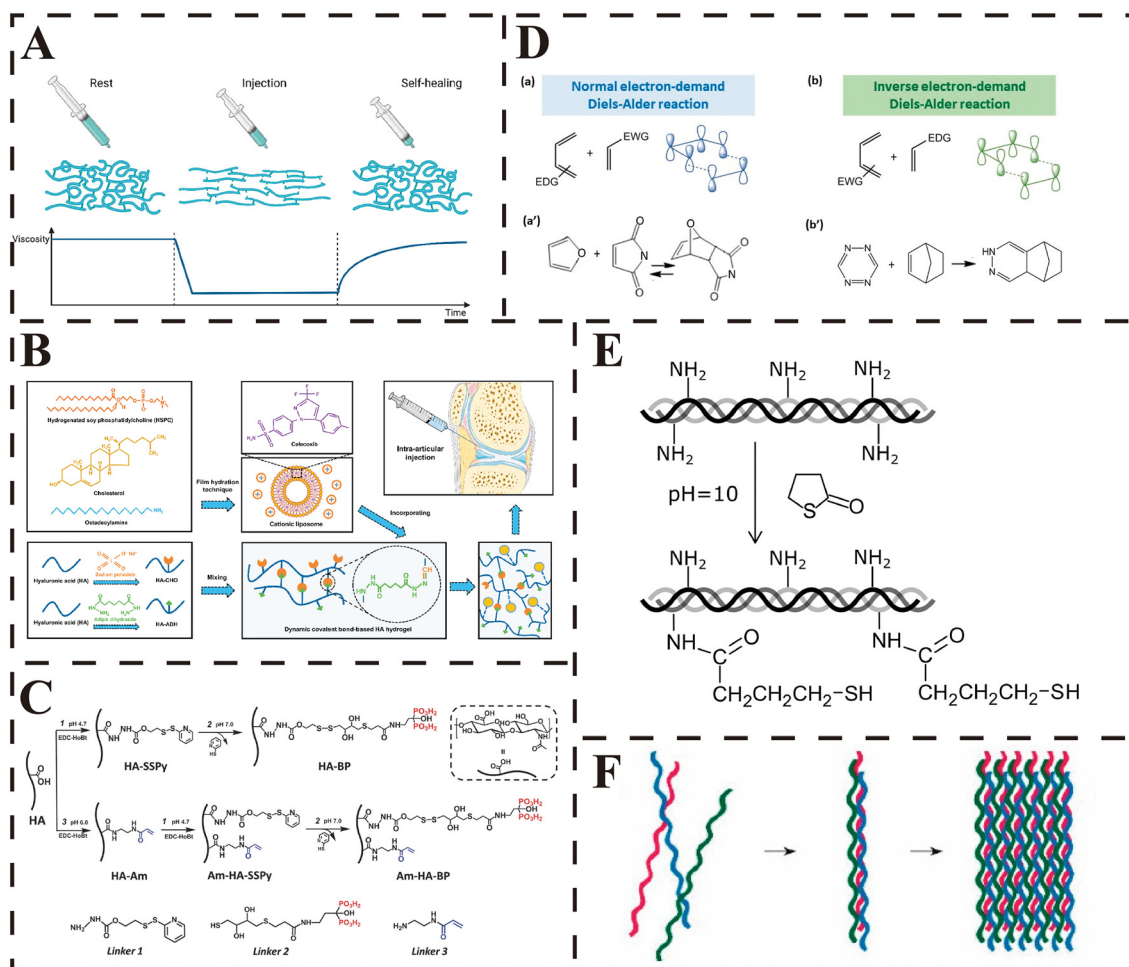 A
Rest
Injection
Self-healing
Viscosity
Time
B
Hydrogenated soy phosphatidylcholine (HSPC)
Cholesterol
Octadecylamine
Film hydration
technique
Celecoxib
Cationic liposome
Incorporating
Intra-articular
injection
Hyaluronic acid (HA)
Sodium periodate
HA-CHO
Hyaluronic acid (HA)
Adipic dihydrazide
HA-ADH
Mixing
Dynamic covalent bond-based HA hydrogel
C
HA
1 pH 4.7
EDC-HoBt
HA-SSPy
2 pH 7.0
HA-BP
3 pH 6.0
EDC-HoBt
HA-Am
1 pH 4.7
EDC-HoBt
Am-HA-SSPy
2 pH 7.0
Am-HA-BP
Linker 1
Linker 2
Linker 3
D
(a)
Normal electron-demand
Diels-Alder reaction
EWG
EDG
(b)
Inverse electron-demand
Diels-Alder reaction
EDG
EWG
(a')
(b')
E
NH₂ NH₂ NH₂
NH₂ NH₂
pH=10
S O
NH₂ NH₂ NH₂
NH O NH O
C C
CH₂CH₂CH₂–SH CH₂CH₂CH₂–SH
F